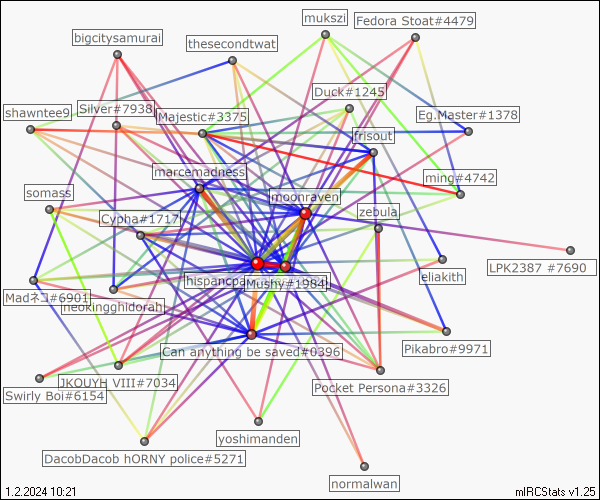 mukszi
Fedora Stoat#4479
bigcitysamurai
thesecondtwat
Duck#1245
shawntee9
Silver#7938
Majestic#3375
Eg.Master#1378
frisout
marcemadness
ming#4742
somass
moonraven
zebula
Cypha#1717
LPK2387 #7690
eliakith
Mushy#1984
Madネコ#6901
neokingghidorah
Can anything be saved#0396
Pikabro#9971
JKOUYH VIII#7034
Pocket Persona#3326
Swirly Boi#6154
yoshimanden
DacobDacob hORNY police#5271
normalwan
1.2.2024 10:21
mIRCStats v1.25